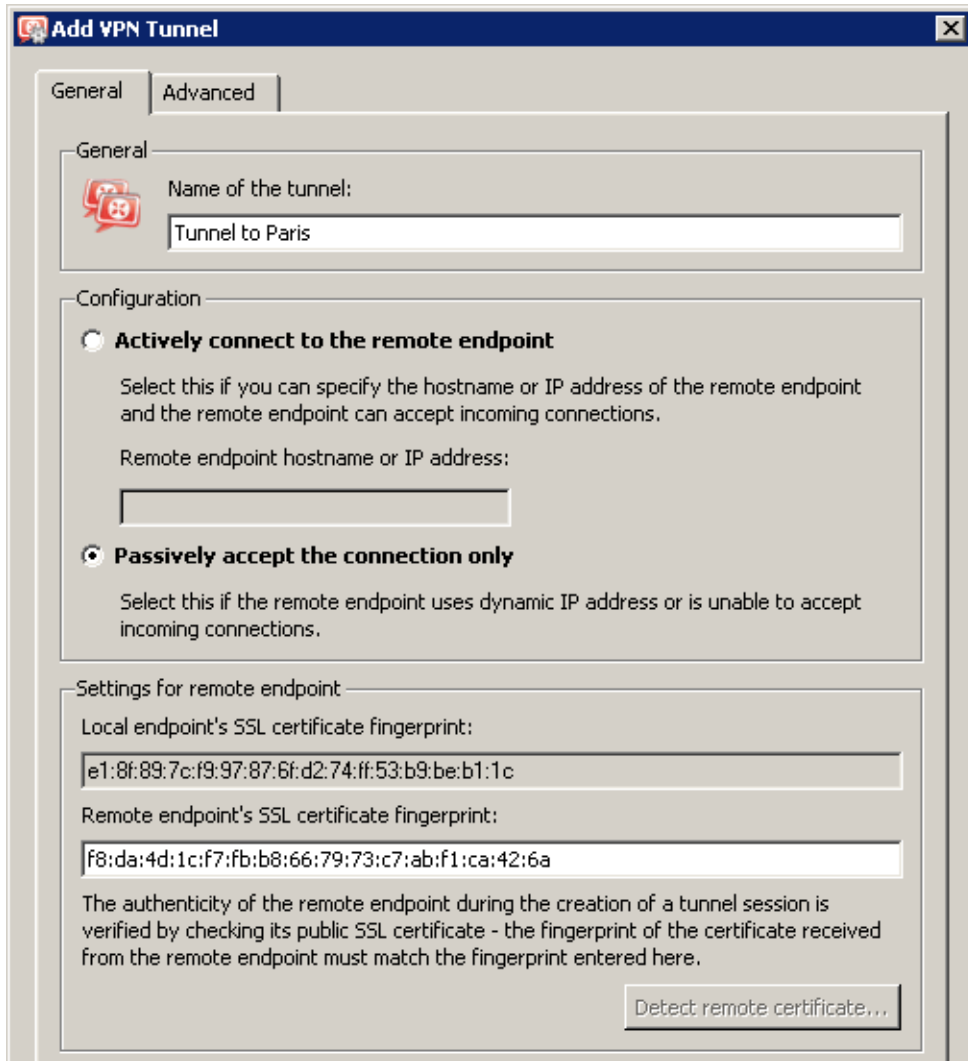 Add VPN Tunnel
General
Advanced
General
Name of the tunnel:
Tunnel to Paris
Configuration
Actively connect to the remote endpoint
Select this if you can specify the hostname or IP address of the remote endpoint
and the remote endpoint can accept incoming connections.
Remote endpoint hostname or IP address:
Passively accept the connection only
Select this if the remote endpoint uses dynamic IP address or is unable to accept
incoming connections.
Settings for remote endpoint
Local endpoint's SSL certificate fingerprint:
e1:8f:89:7c:f9:97:87:6f:d2:74:ff:53:b9:be:b1:1c
Remote endpoint's SSL certificate fingerprint:
f8:da:4d:1c:f7:fb:b8:66:79:73:c7:ab:f1:ca:42:6a
The authenticity of the remote endpoint during the creation of a tunnel session is
verified by checking its public SSL certificate - the fingerprint of the certificate received
from the remote endpoint must match the fingerprint entered here.
Detect remote certificate...